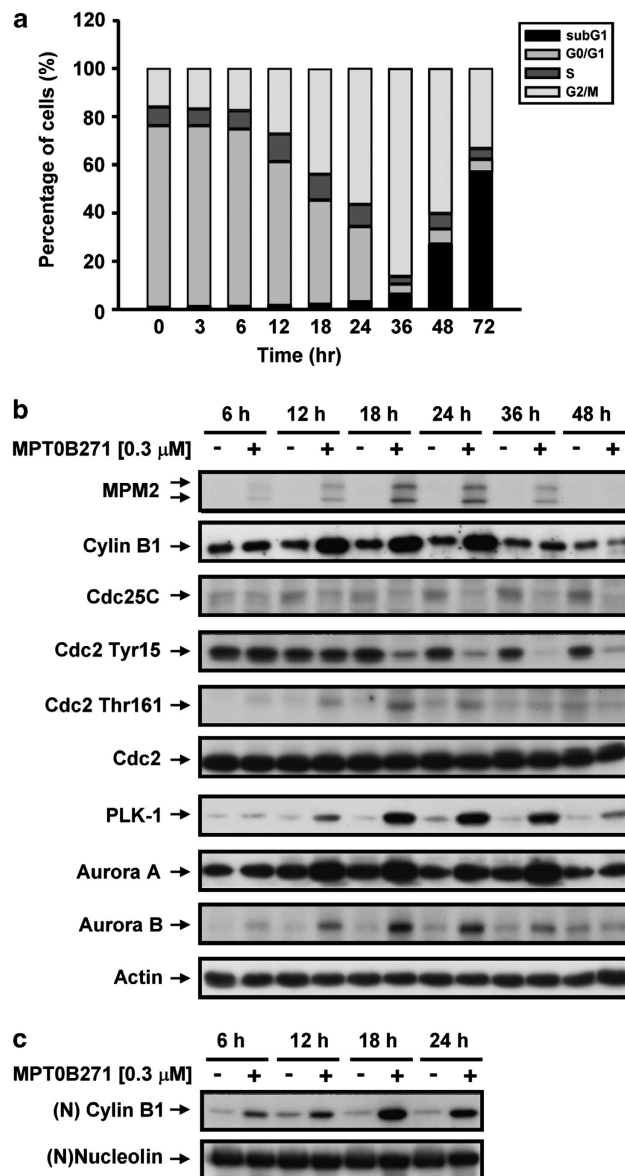 a
subG1
G0/G1
S
G2/M
Percentage of cells (%)
120
100
80
60
40
20
0
0 3 6 12 18 24 36 48 72
Time (hr)
b
6 h 12 h 18 h 24 h 36 h 48 h
MPT0B271 [0.3 μM] - + - + - + - + - + - +
MPM2
Cylin B1
Cdc25C
Cdc2 Tyr15
Cdc2 Thr161
Cdc2
PLK-1
Aurora A
Aurora B
Actin
c
6 h 12 h 18 h 24 h
MPT0B271 [0.3 μM] - + - + - + - +
(N) Cylin B1
(N)Nucleolin